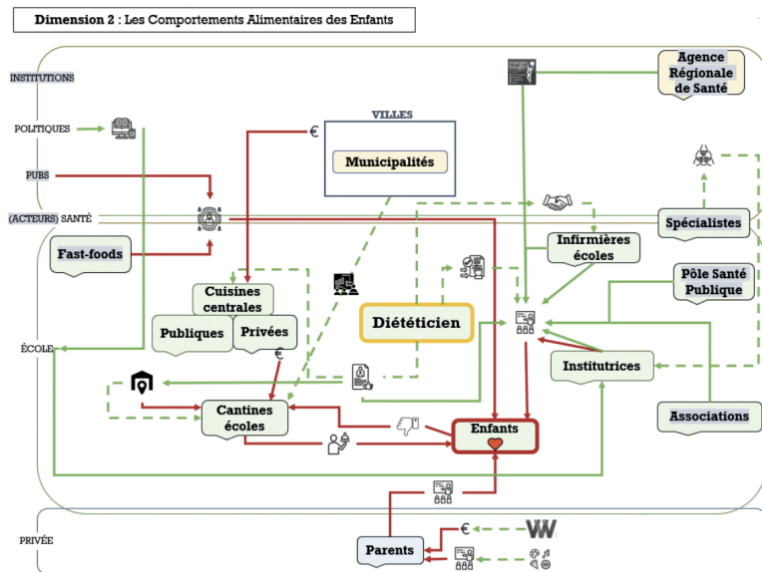 Dimension 2 : Les Comportements Alimentaires des Enfants
Agence
Régionale
de Santé
INSTITUTIONS
VILLES
POLITIQUES
€
Municipalités
PUBS
(ACTEURS) SANTÉ
Spécialistes
Fast-foods
Infirmières
écoles
Pôle Santé
Publique
Cuisines
centrales
Publiques
Privées
Diététicien
€
ÉCOLE
Institutrices
Cantines
écoles
Enfants
Associations
PRIVÉE
€
Parents